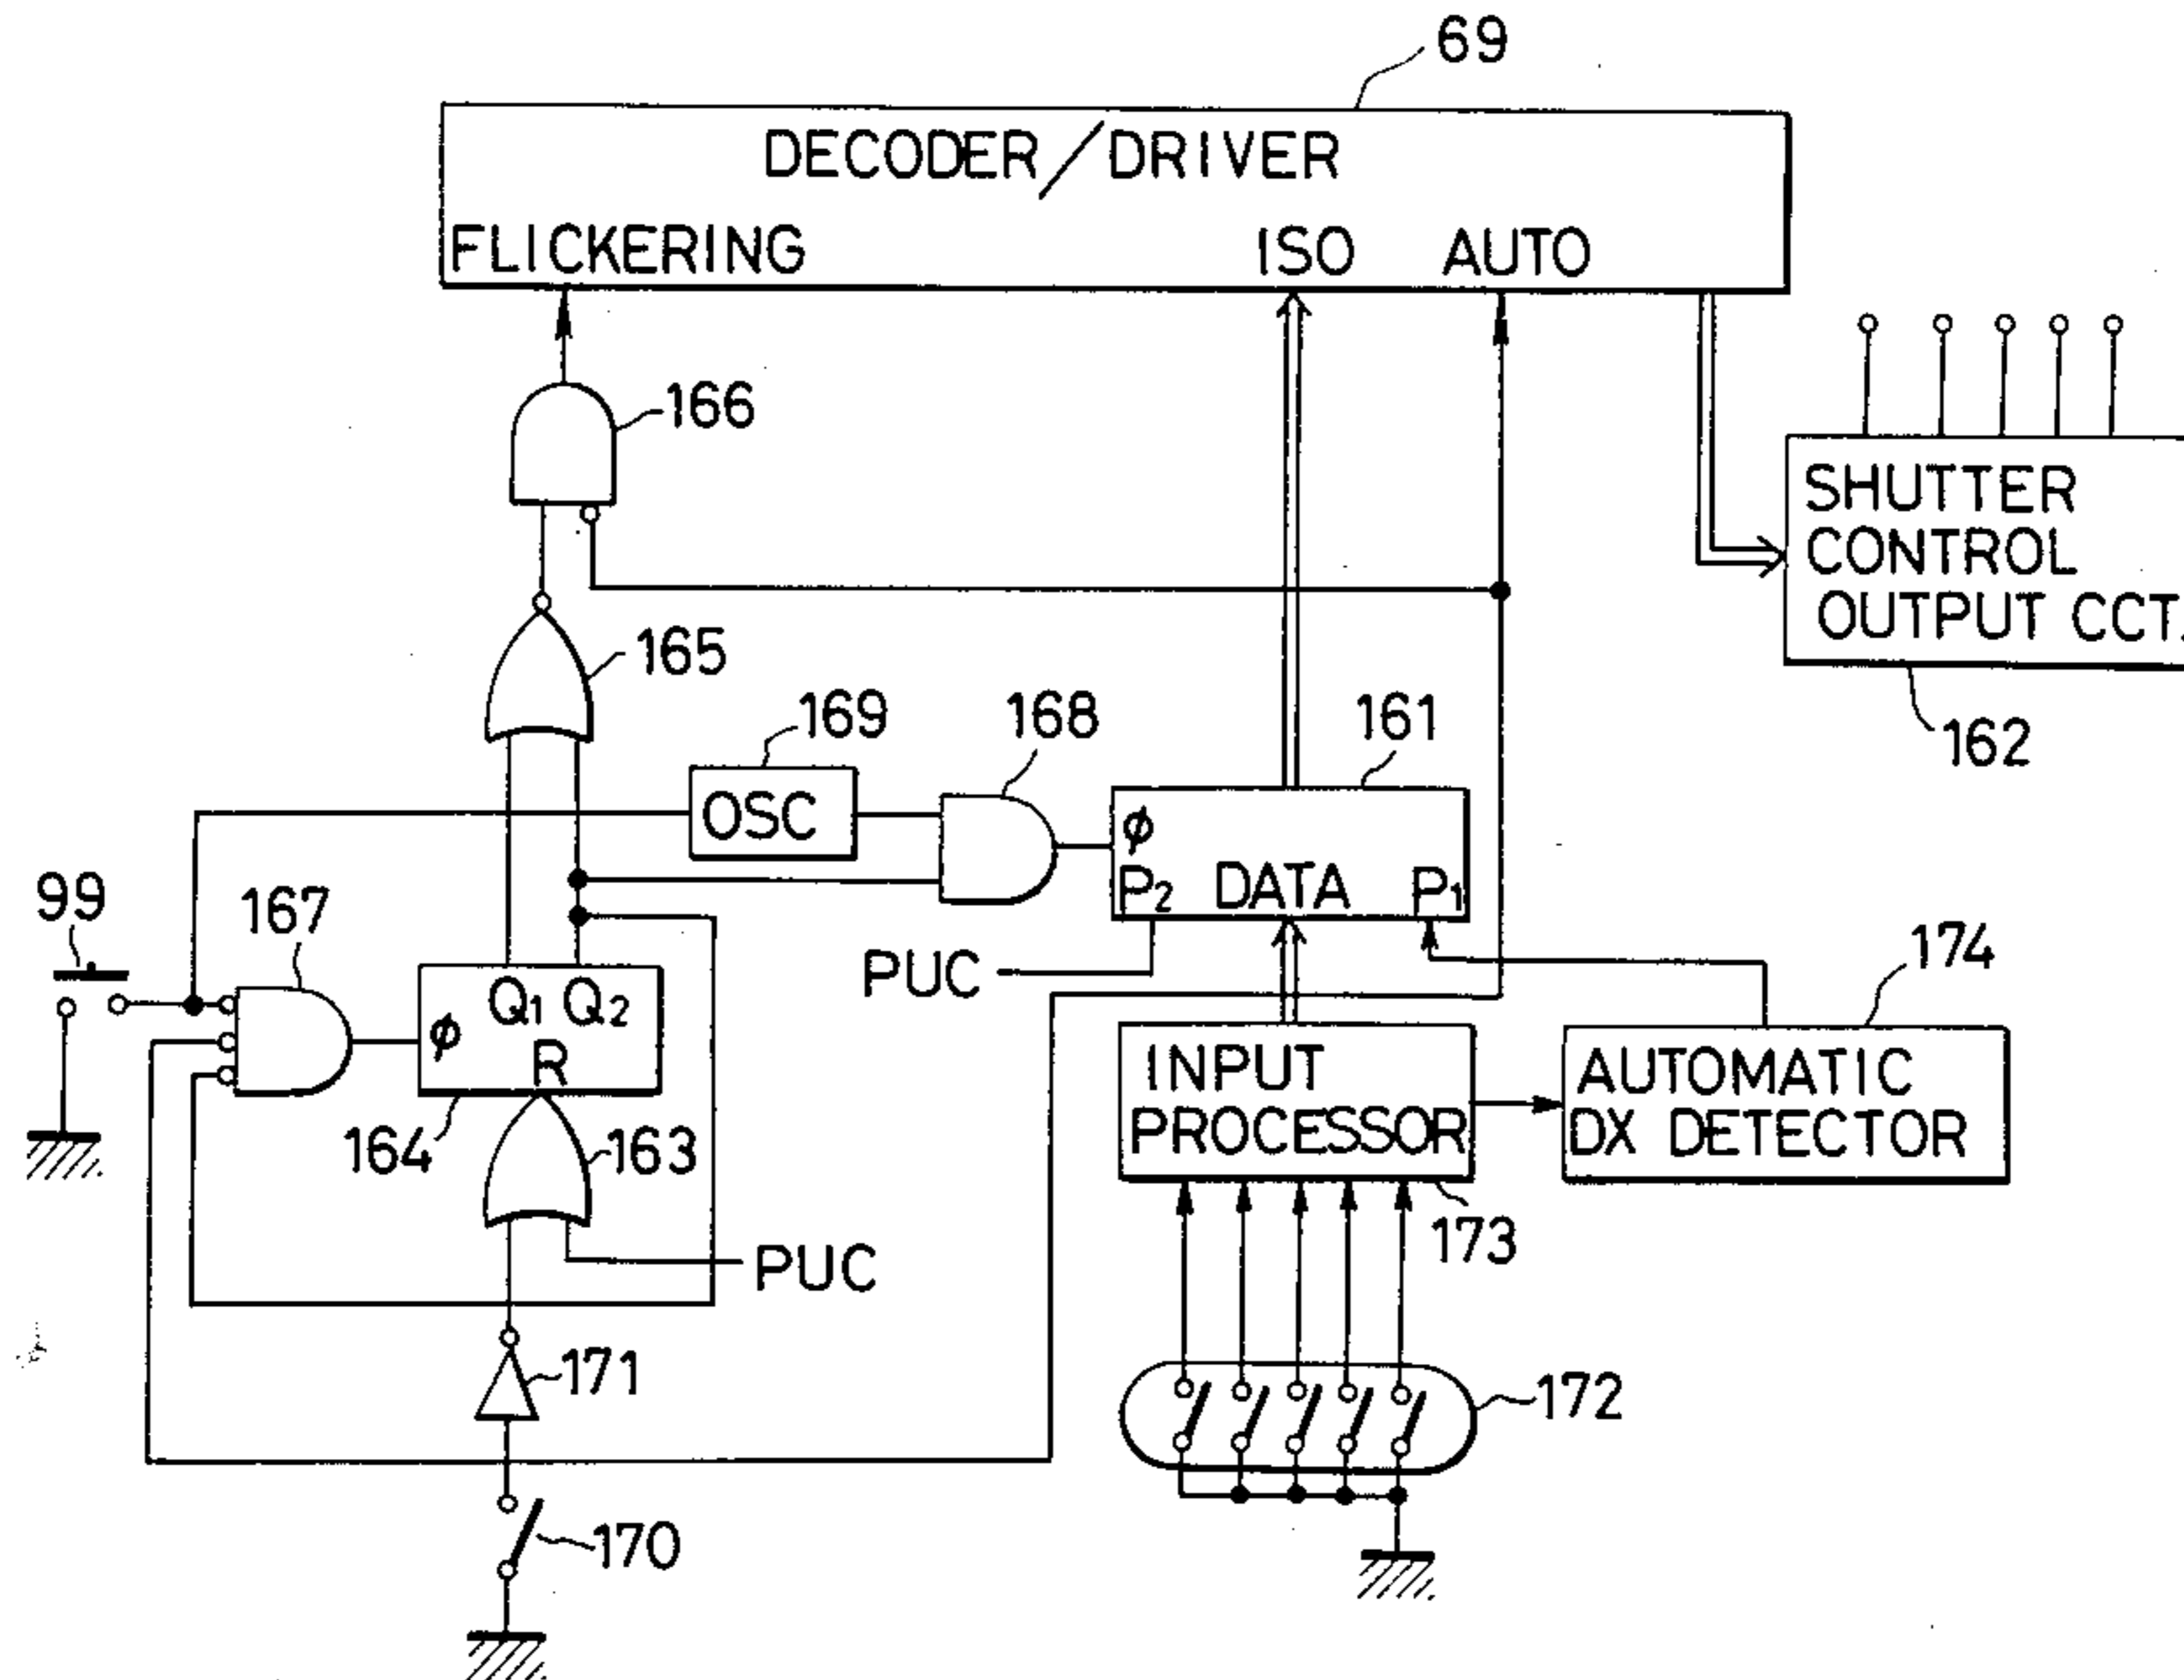 69
DECODER/DRIVER
FLICKERING ISO AUTO
166
SHUTTER
CONTROL
OUTPUT CCT.
165
169
168
161
162
OSC
ϕ
P2 DATA P1
99
167
174
PUC
Q1 Q2
ϕ
R
INPUT
PROCESSOR
AUTOMATIC
DX DETECTOR
164
163
173
PUC
171
172
170